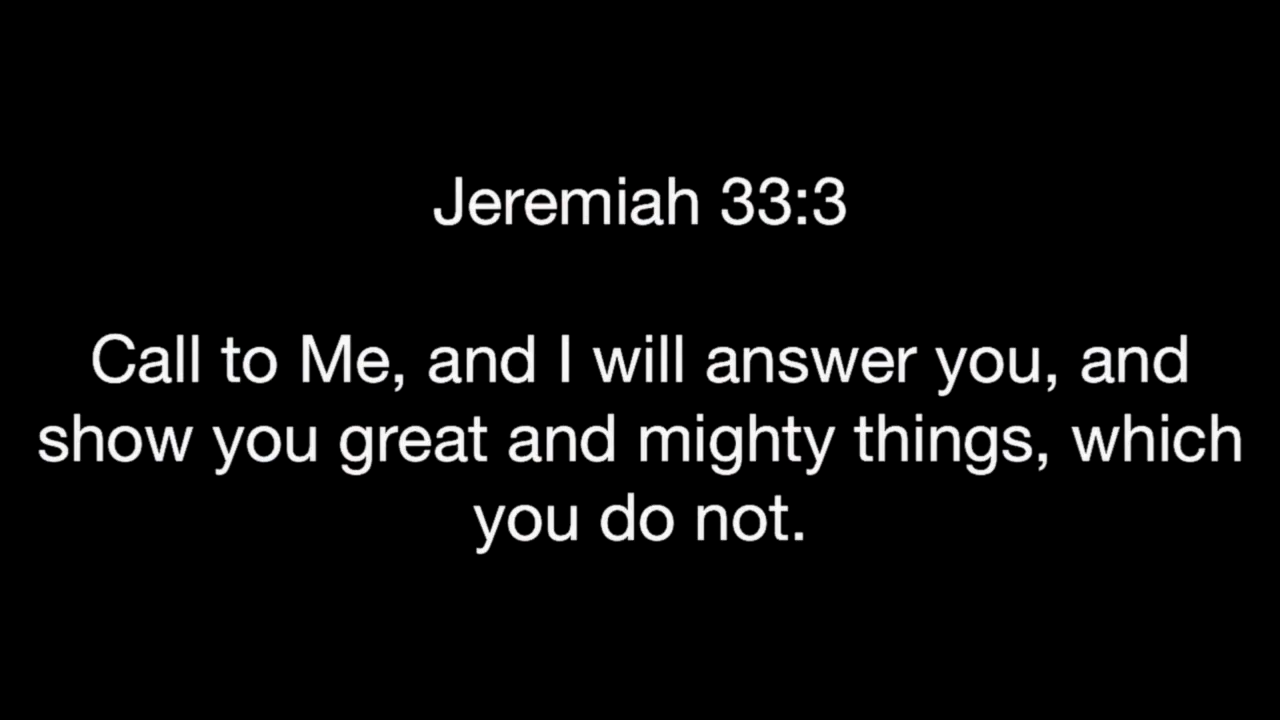 Jeremiah 33:3
Call to Me, and I will answer you, and
show you great and mighty things, which
you do not.